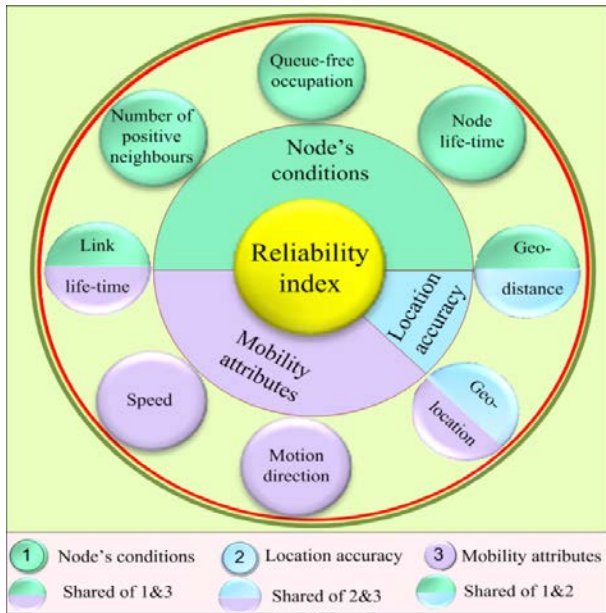 Queue-free
occupation
Number of
positive
neighbours
Node
life-time
Node's
conditions
Link
life-time
Reliability
index
Geo-
distance
Location
accuracy
Mobility
attributes
Geo-
location
Speed
Motion
direction
1 Node's conditions 2 Location accuracy 3 Mobility attributes
Shared of 1&3 Shared of 2&3 Shared of 1&2